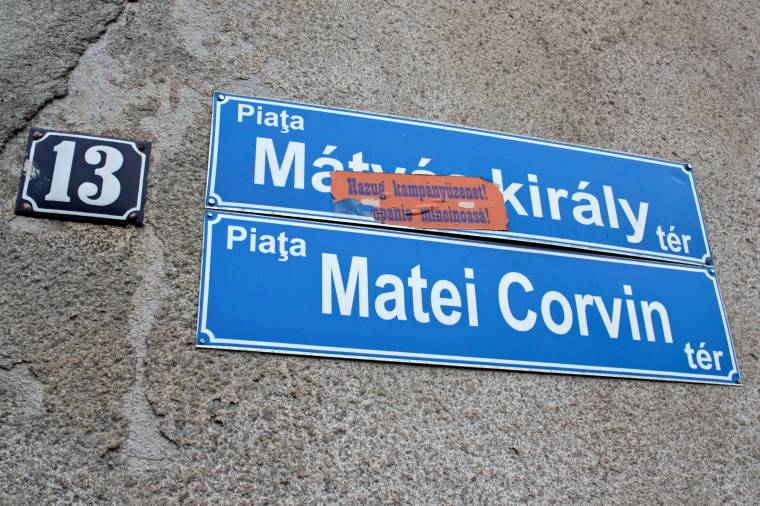 13
Piaţa
király
tér
Hazug kampányüzenet!
mincinoasă!
Piaţa
Matei Corvin
tér